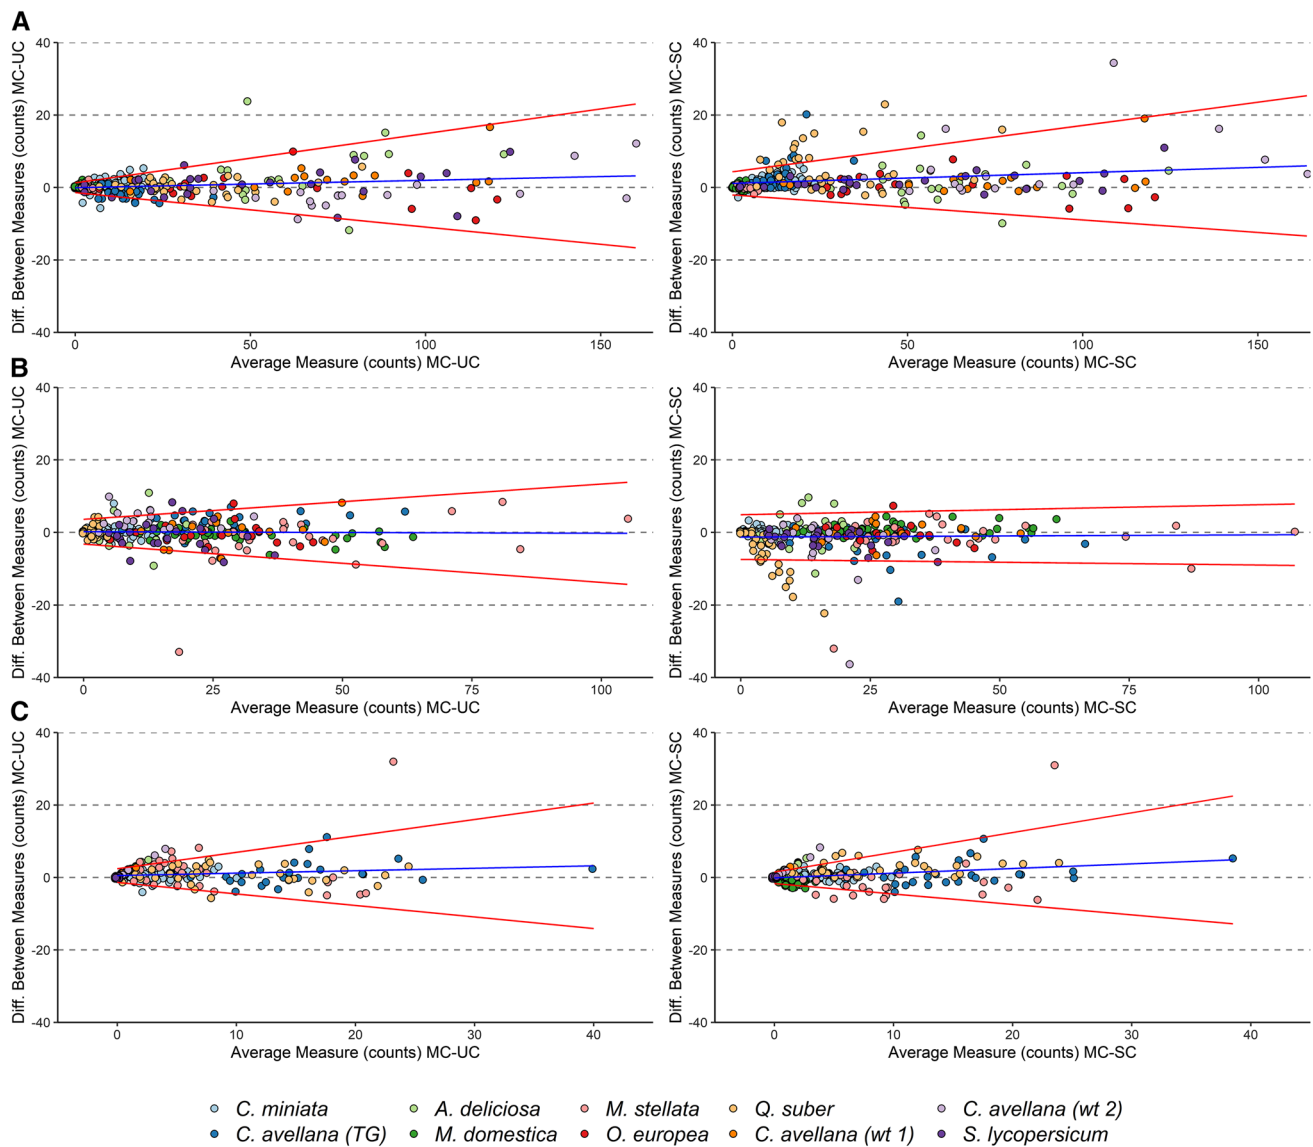 A
Diff. Between Measures (counts) MC-UC
40
20
0
-20
-40
0 50 100 150
Average Measure (counts) MC-UC
Diff. Between Measures (counts) MC-SC
40
20
0
-20
-40
0 50 100 150
Average Measure (counts) MC-SC
B
Diff. Between Measures (counts) MC-UC
40
20
0
-20
-40
0 25 50 75 100
Average Measure (counts) MC-UC
Diff. Between Measures (counts) MC-SC
40
20
0
-20
-40
0 25 50 75 100
Average Measure (counts) MC-SC
C
Diff. Between Measures (counts) MC-UC
40
20
0
-20
-40
0 10 20 30 40
Average Measure (counts) MC-UC
Diff. Between Measures (counts) MC-SC
40
20
0
-20
-40
0 10 20 30 40
Average Measure (counts) MC-SC
C. miniata A. deliciosa M. stellata Q. suber C. avellana (wt 2)
C. avellana (TG) M. domestica O. europea C. avellana (wt 1) S. lycopersicum